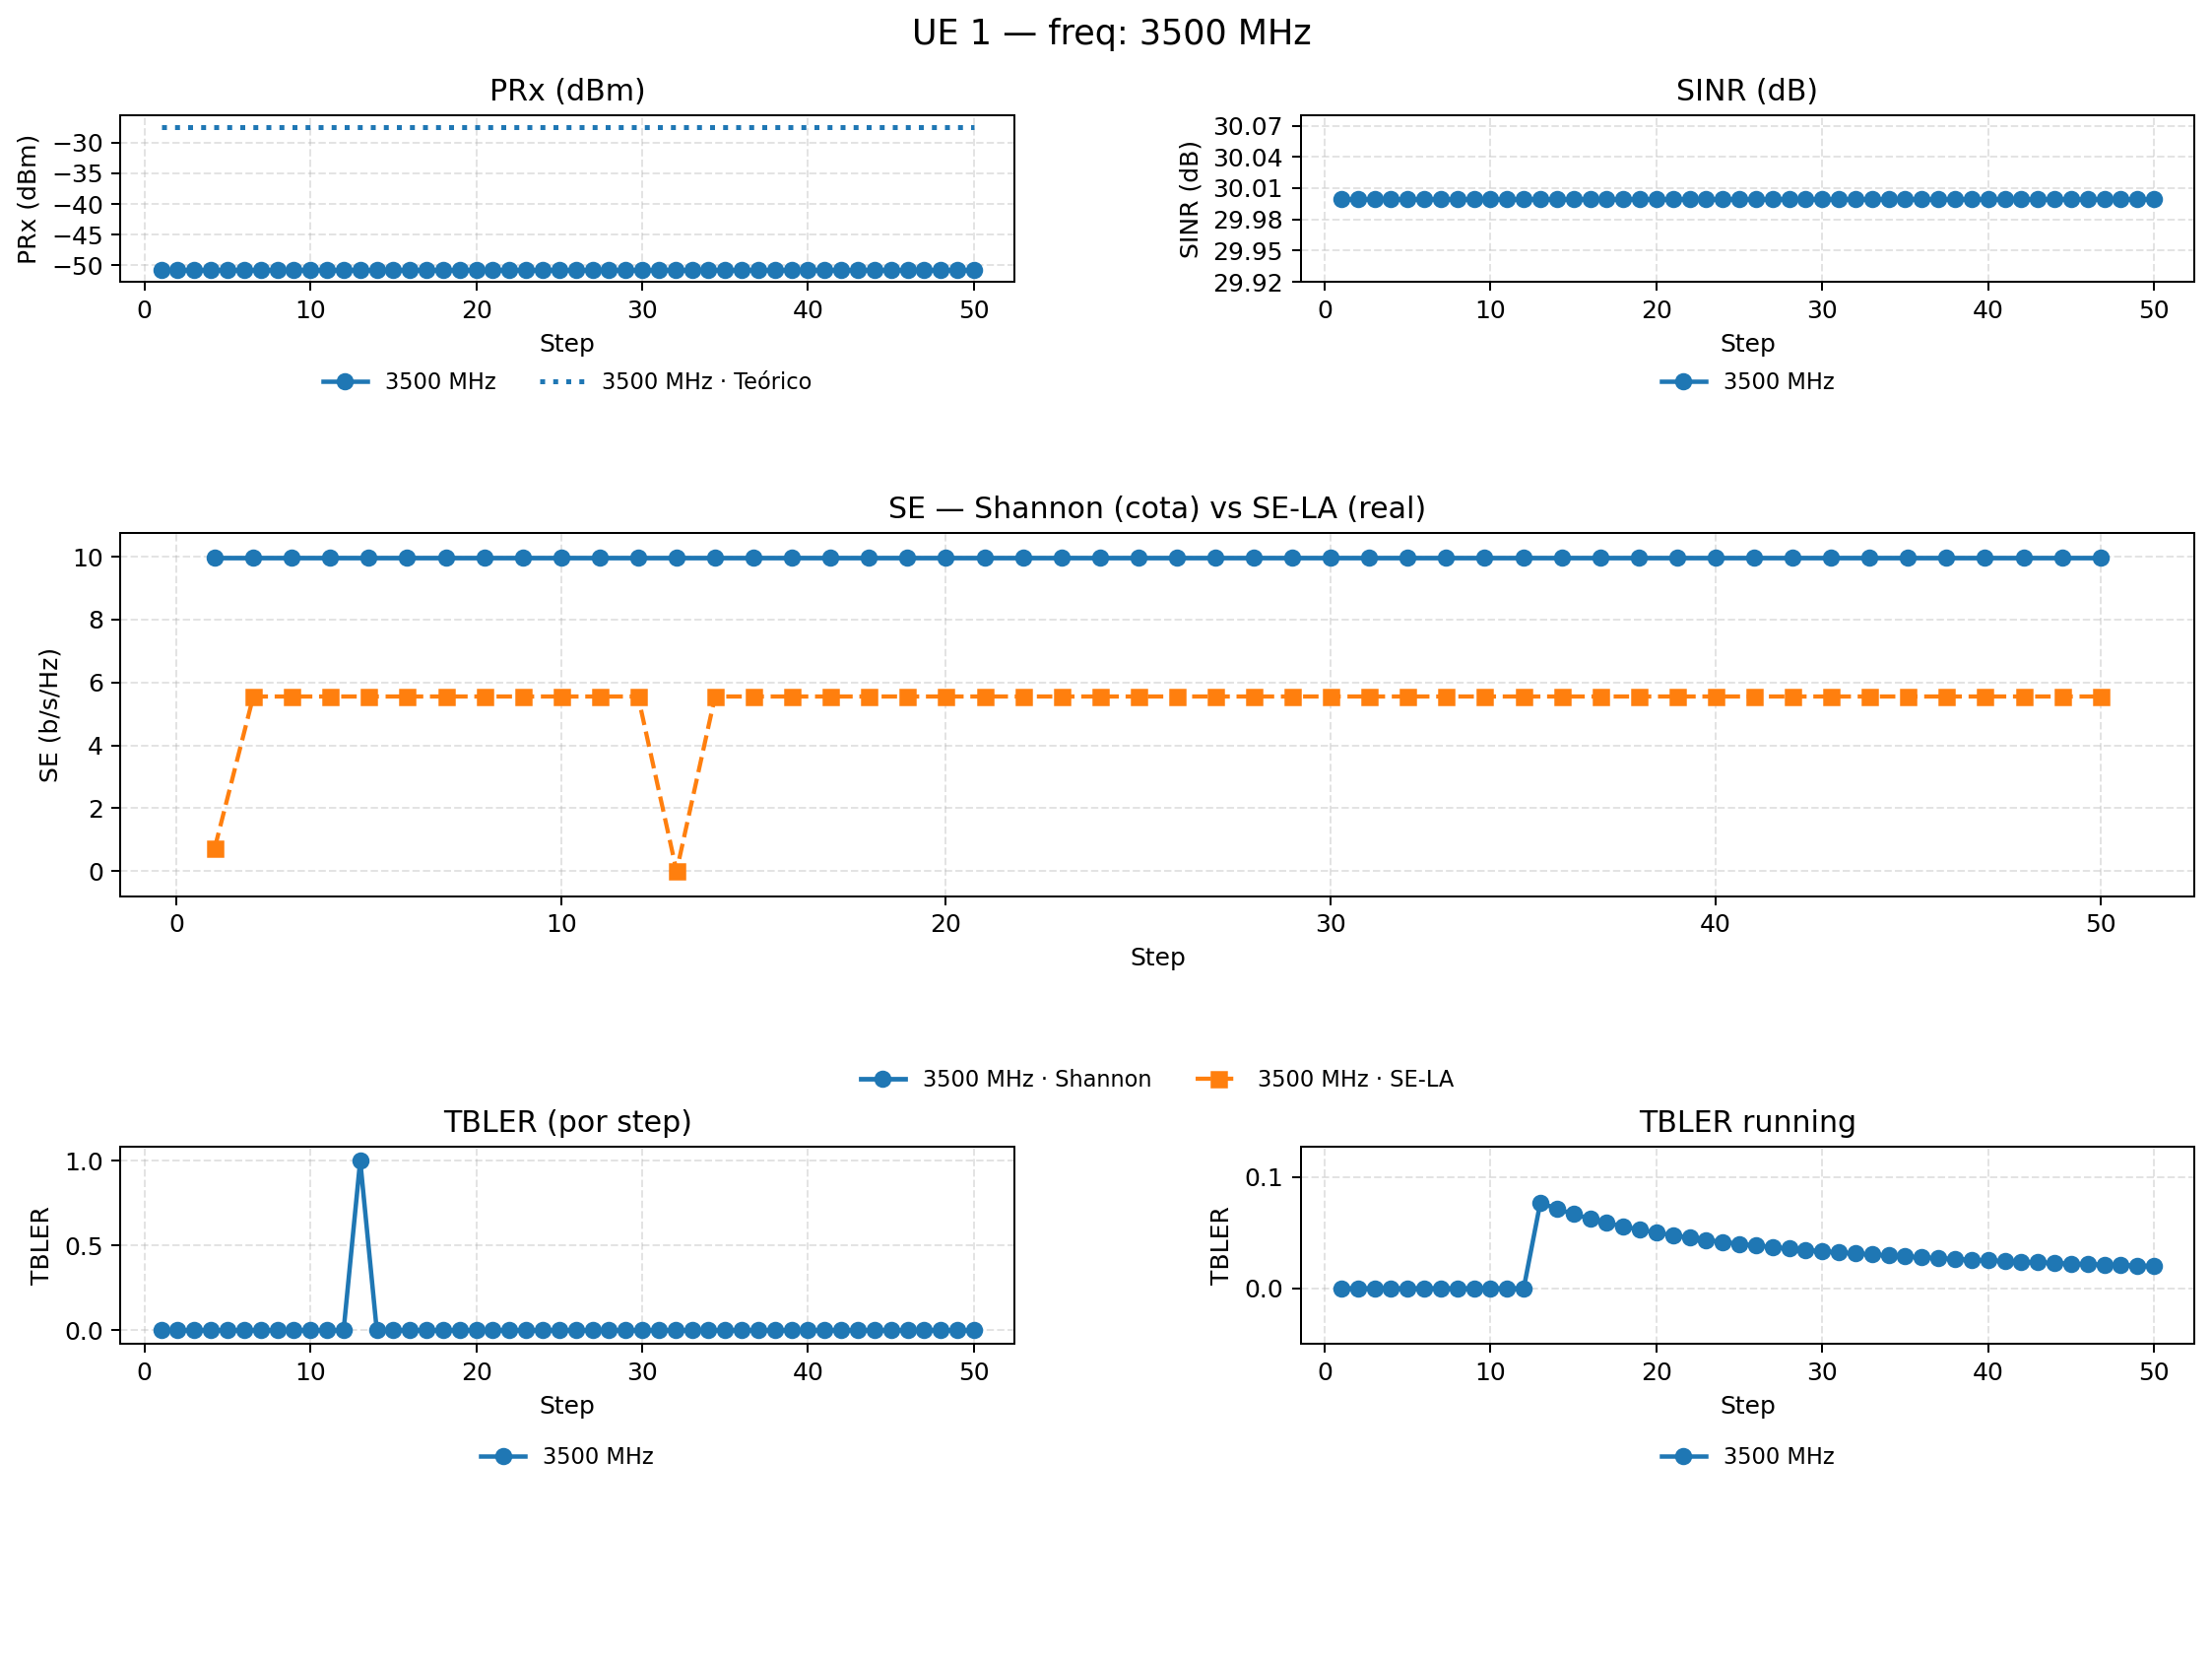 UE 1 — freq: 3500 MHz
PRx (dBm)
PRx (dBm)
−30
−35
−40
−45
−50
0 10 20 30 40 50
Step
3500 MHz 3500 MHz · Teórico
SINR (dB)
SINR (dB)
30.07
30.04
30.01
29.98
29.95
29.92
0 10 20 30 40 50
Step
3500 MHz
SE — Shannon (cota) vs SE-LA (real)
SE (b/s/Hz)
10
8
6
4
2
0
0 10 20 30 40 50
Step
3500 MHz · Shannon 3500 MHz · SE-LA
TBLER (por step)
TBLER
1.0
0.5
0.0
0 10 20 30 40 50
Step
3500 MHz
TBLER running
TBLER
0.1
0.0
0 10 20 30 40 50
Step
3500 MHz